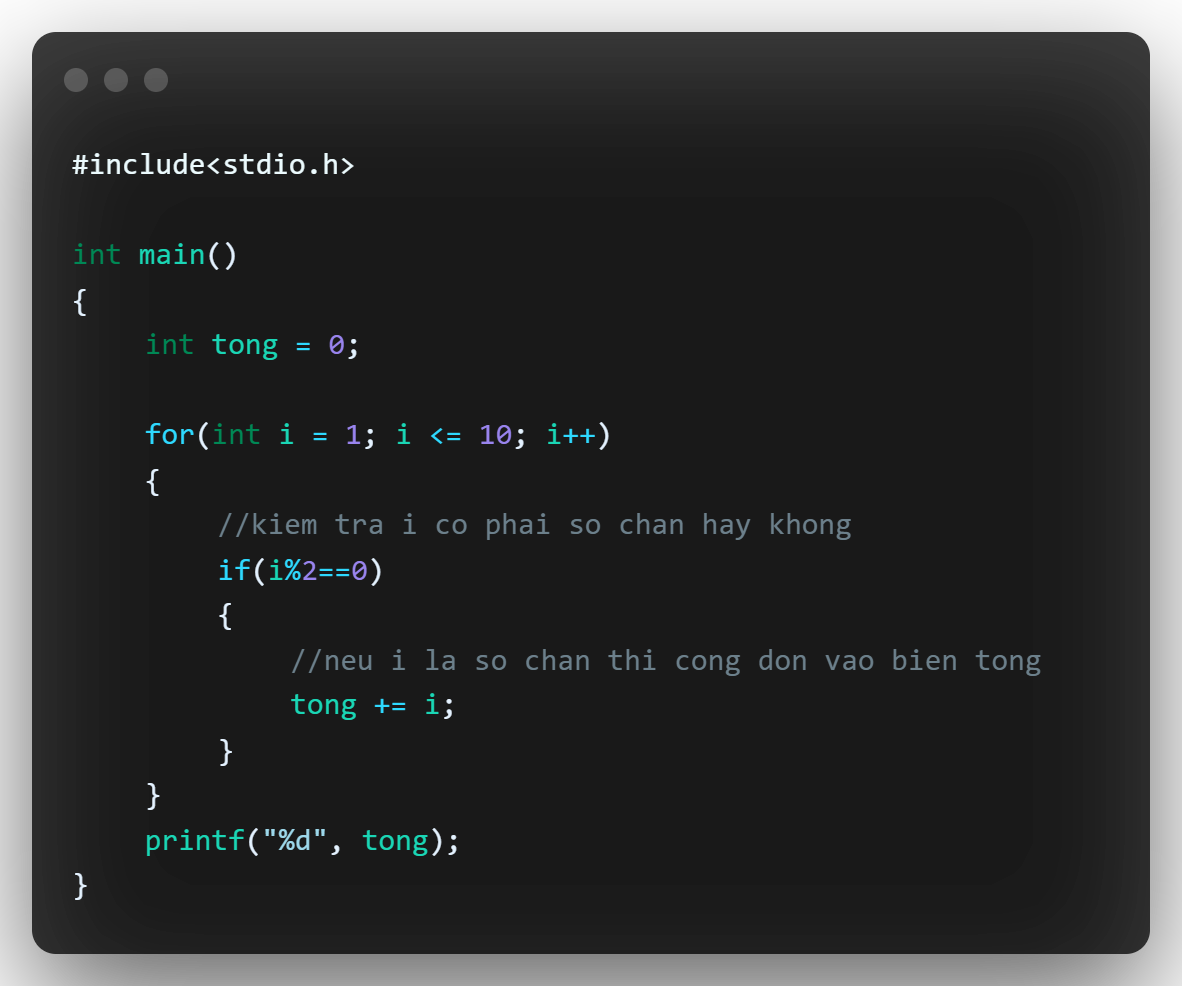 #include<stdio.h>
int main()
{
int tong = 0;
for(int i = 1; i <= 10; i++)
{
//kiem tra i co phai so chan hay khong
if(i%2==0)
{
//neu i la so chan thi cong don vao bien tong
tong += i;
}
}
printf("%d", tong);
}